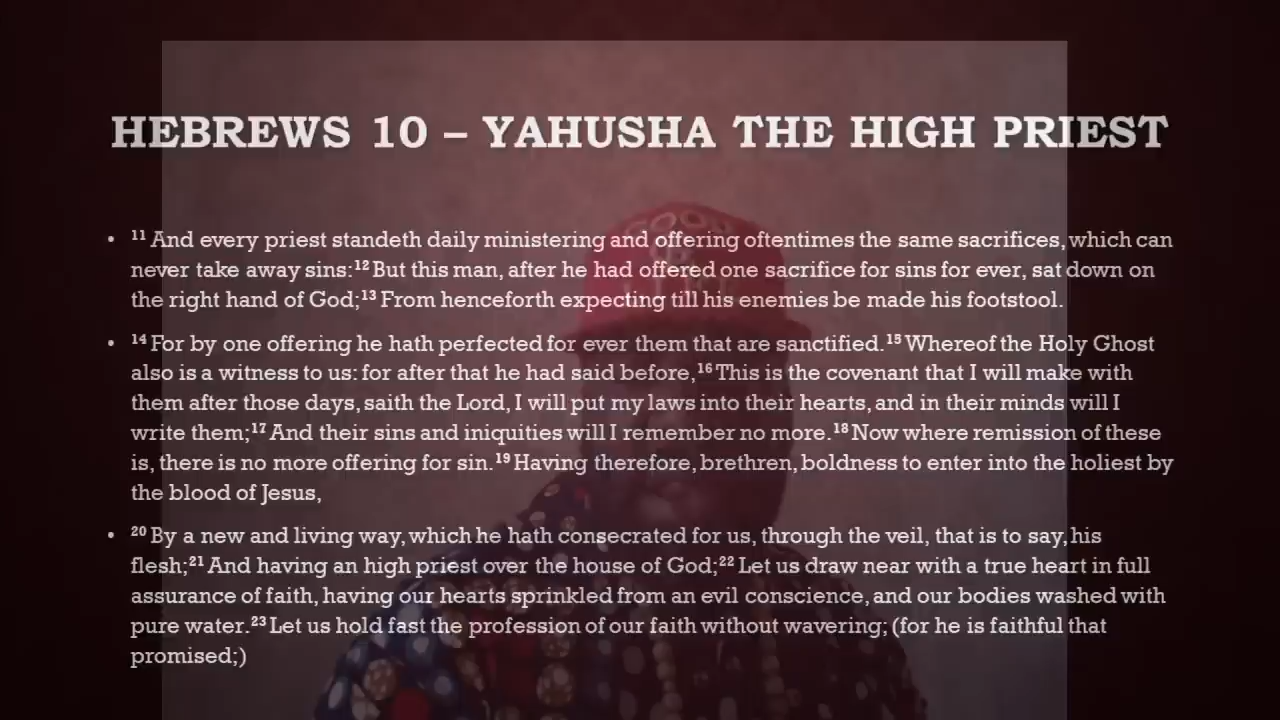 HEBREWS 10 – YAHUSHA THE HIGH PRIEST
• ¹¹ And every priest standeth daily ministering and offering oftentimes the same sacrifices, which can
never take away sins:¹² But this man, after he had offered one sacrifice for sins for ever, sat down on
the right hand of God;¹³ From henceforth expecting till his enemies be made his footstool.
• ¹⁴ For by one offering he hath perfected for ever them that are sanctified.¹⁵ Whereof the Holy Ghost
also is a witness to us: for after that he had said before,¹⁶ This is the covenant that I will make with
them after those days, saith the Lord, I will put my laws into their hearts, and in their minds will I
write them;¹⁷ And their sins and iniquities will I remember no more.¹⁸ Now where remission of these
is, there is no more offering for sin.¹⁹ Having therefore, brethren, boldness to enter into the holiest by
the blood of Jesus,
• ²⁰ By a new and living way, which he hath consecrated for us, through the veil, that is to say, his
flesh;²¹ And having an high priest over the house of God;²² Let us draw near with a true heart in full
assurance of faith, having our hearts sprinkled from an evil conscience, and our bodies washed with
pure water.²³ Let us hold fast the profession of our faith without wavering; (for he is faithful that
promised;)